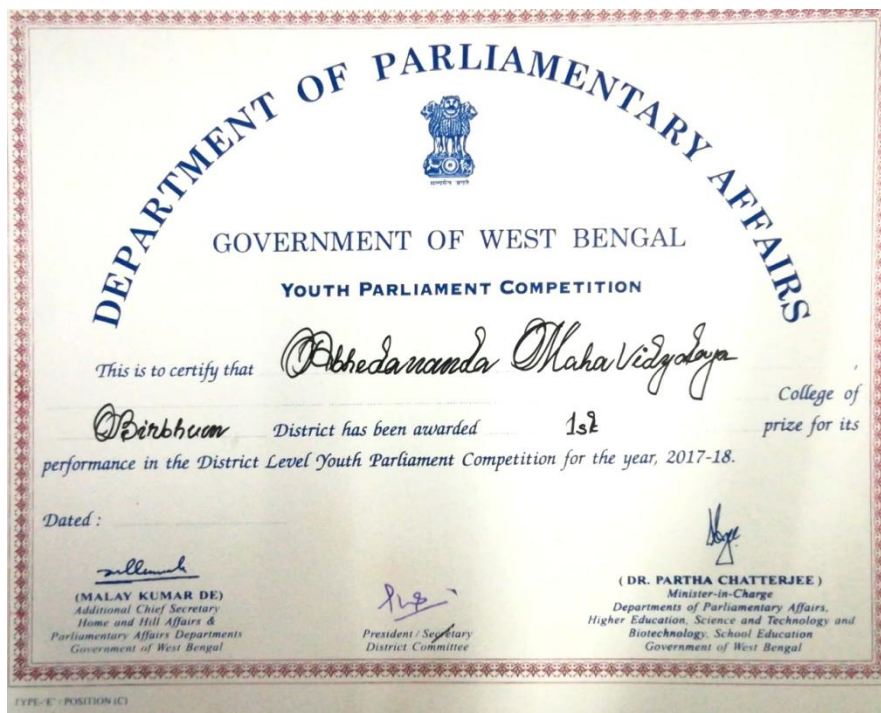 DEPARTMENT OF PARLIAMENTARY AFFAIRS
सत्यमेव जयते
GOVERNMENT OF WEST BENGAL
YOUTH PARLIAMENT COMPETITION
This is to certify that Abhedananda MahaVidyalaya ,
College of
Birbhum District has been awarded 1st prize for its
performance in the District Level Youth Parliament Competition for the year, 2017-18.
Dated :
(MALAY KUMAR DE)
Additional Chief Secretary
Home and Hill Affairs &
Parliamentary Affairs Departments
Government of West Bengal
President / Secretary
District Committee
( DR. PARTHA CHATTERJEE )
Minister-in-Charge
Departments of Parliamentary Affairs,
Higher Education, Science and Technology and
Biotechnology, School Education
Government of West Bengal
TYPE-'E' / POSITION (C)